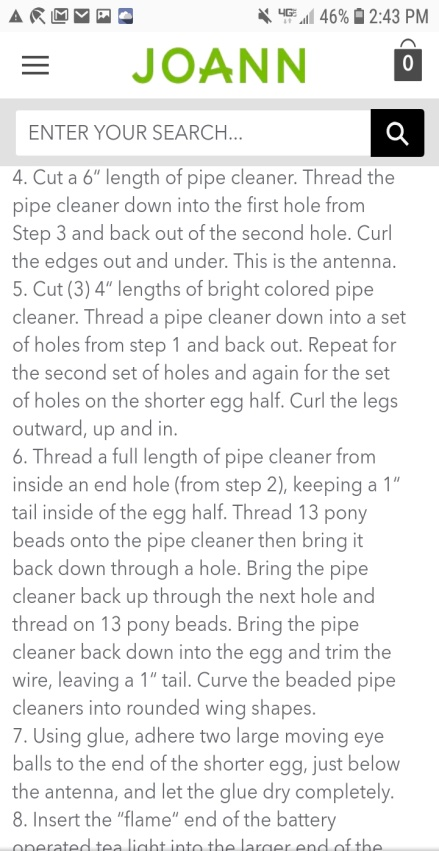 4G 46% 2:43 PM
JOANN
0
ENTER YOUR SEARCH...
4. Cut a 6" length of pipe cleaner. Thread the
pipe cleaner down into the first hole from
Step 3 and back out of the second hole. Curl
the edges out and under. This is the antenna.
5. Cut (3) 4" lengths of bright colored pipe
cleaner. Thread a pipe cleaner down into a set
of holes from step 1 and back out. Repeat for
the second set of holes and again for the set
of holes on the shorter egg half. Curl the legs
outward, up and in.
6. Thread a full length of pipe cleaner from
inside an end hole (from step 2), keeping a 1"
tail inside of the egg half. Thread 13 pony
beads onto the pipe cleaner then bring it
back down through a hole. Bring the pipe
cleaner back up through the next hole and
thread on 13 pony beads. Bring the pipe
cleaner back down into the egg and trim the
wire, leaving a 1" tail. Curve the beaded pipe
cleaners into rounded wing shapes.
7. Using glue, adhere two large moving eye
balls to the end of the shorter egg, just below
the antenna, and let the glue dry completely.
8. Insert the "flame" end of the battery
operated tea light into the larger end of the